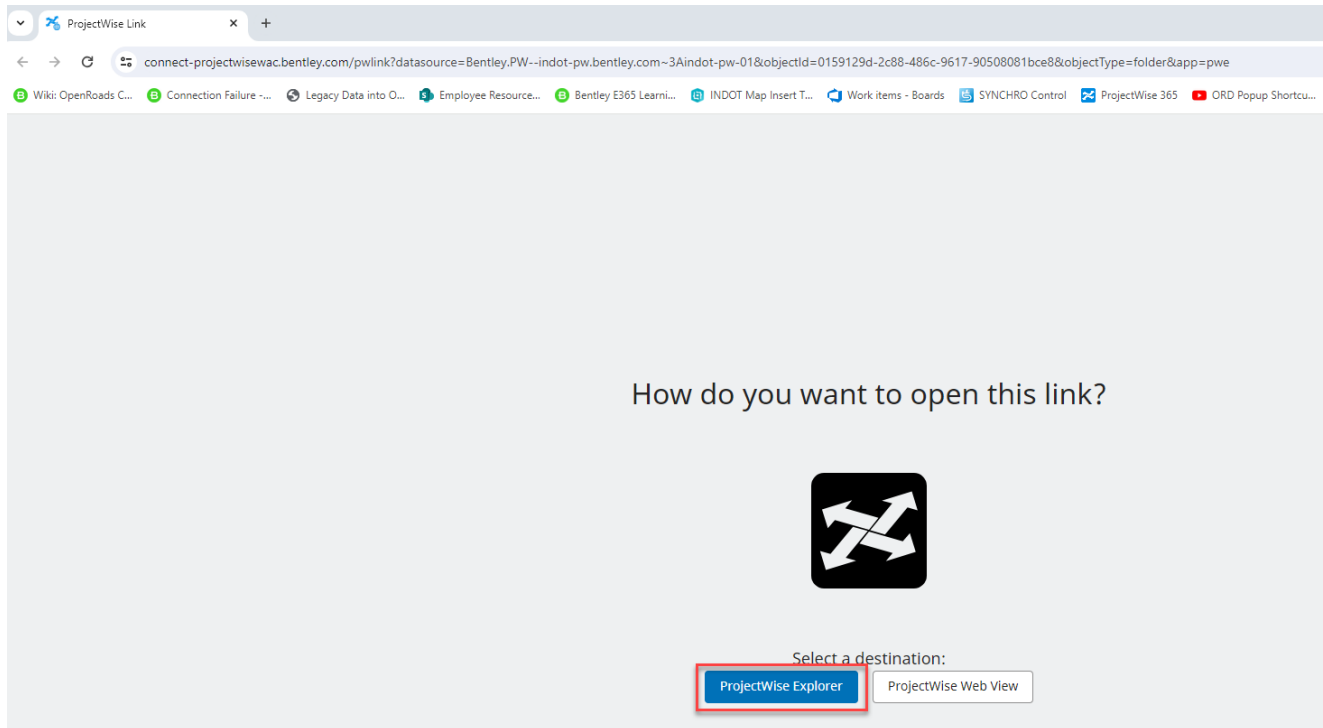 ProjectWise Link
connect-projectwisewac.bentley.com/pwlink?datasource=Bentley.PW--indot-pw.bentley.com~3Aindot-pw-01&objectId=0159129d-2c88-486c-9617-90508081bce8&objectType=folder&app=pwe
Wiki: OpenRoads C... Connection Failure -... Legacy Data into O... Employee Resource... Bentley E365 Learni... INDOT Map Insert T... Work items - Boards SYNCHRO Control ProjectWise 365 ORD Popup Shortcu...
How do you want to open this link?
Select a destination:
ProjectWise Explorer ProjectWise Web View